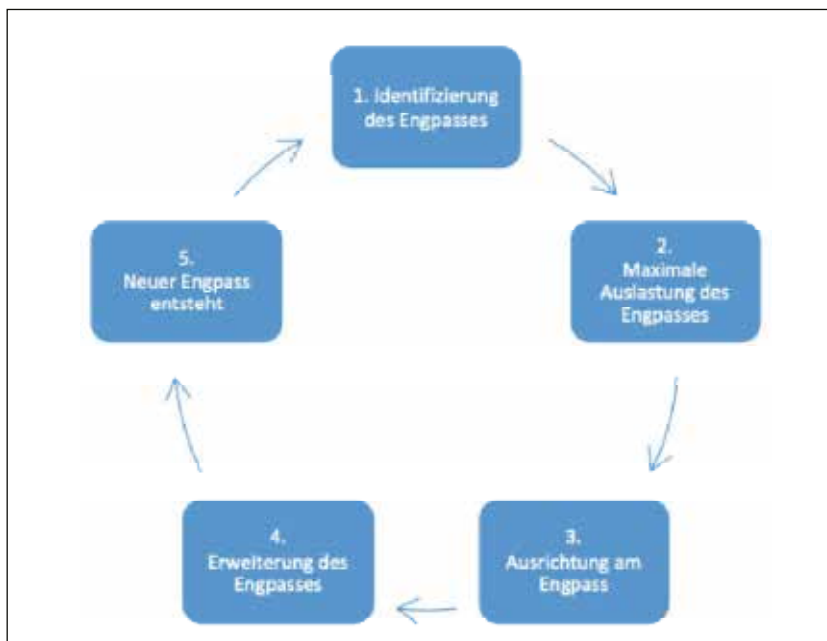 1. Identifizierung
des Engpasses
2.
Maximale
Auslastung des
Engpasses
3.
Ausrichtung am
Engpass
4.
Erweiterung des
Engpasses
5.
Neuer Engpass
entsteht